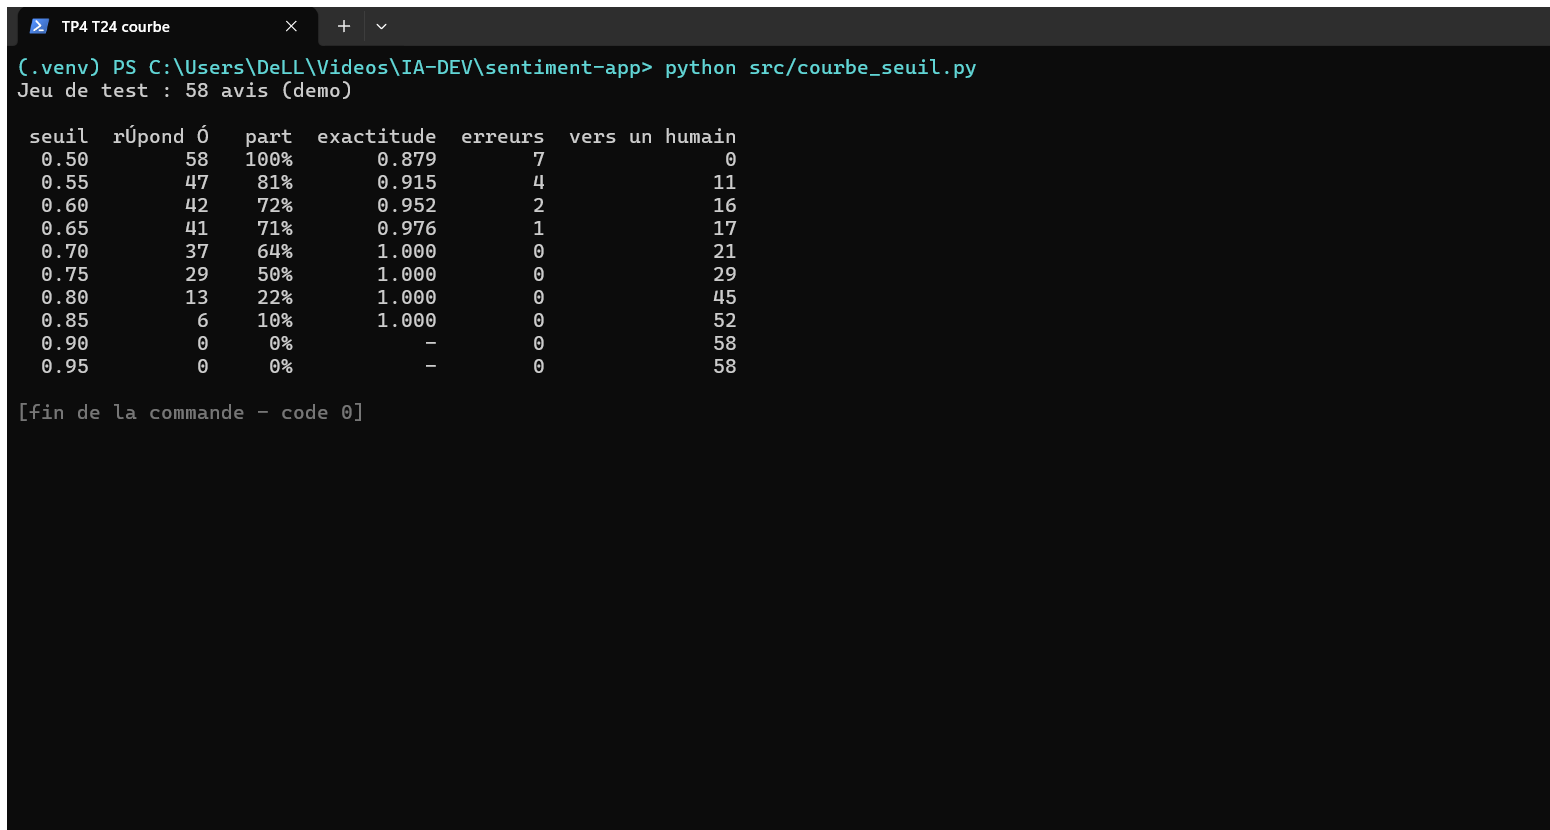 TP4 T24 courbe
(.venv) PS C:\Users\DeLL\Videos\IA-DEV\sentiment-app> python src/courbe_seuil.py
Jeu de test : 58 avis (demo)
seuil  rÚpond Ó   part  exactitude  erreurs  vers un humain
0.50        58   100%       0.879        7               0
0.55        47    81%       0.915        4              11
0.60        42    72%       0.952        2              16
0.65        41    71%       0.976        1              17
0.70        37    64%       1.000        0              21
0.75        29    50%       1.000        0              29
0.80        13    22%       1.000        0              45
0.85         6    10%       1.000        0              52
0.90         0     0%           -        0              58
0.95         0     0%           -        0              58
[fin de la commande - code 0]